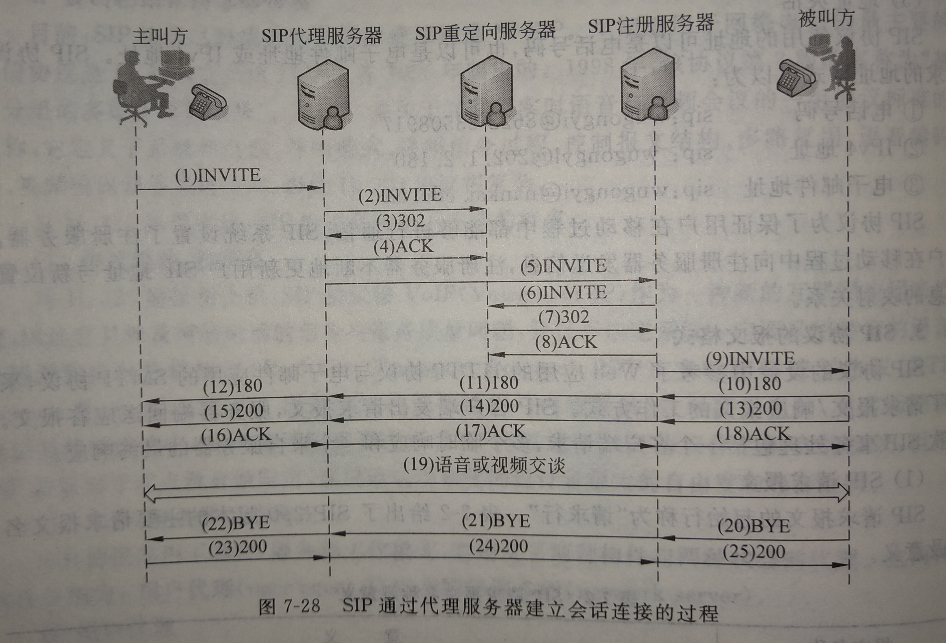 主叫方
SIP代理服务器
SIP重定向服务器
SIP注册服务器
被叫方
(1)INVITE
(2)INVITE
(3)302
(4)ACK
(5)INVITE
(6)INVITE
(7)302
(8)ACK
(9)INVITE
(12)180
(11)180
(10)180
(15)200
(14)200
(13)200
(16)ACK
(17)ACK
(18)ACK
(19)语音或视频交谈
(22)BYE
(21)BYE
(20)BYE
(23)200
(24)200
(25)200
图 7-28 SIP 通过代理服务器建立会话连接的过程